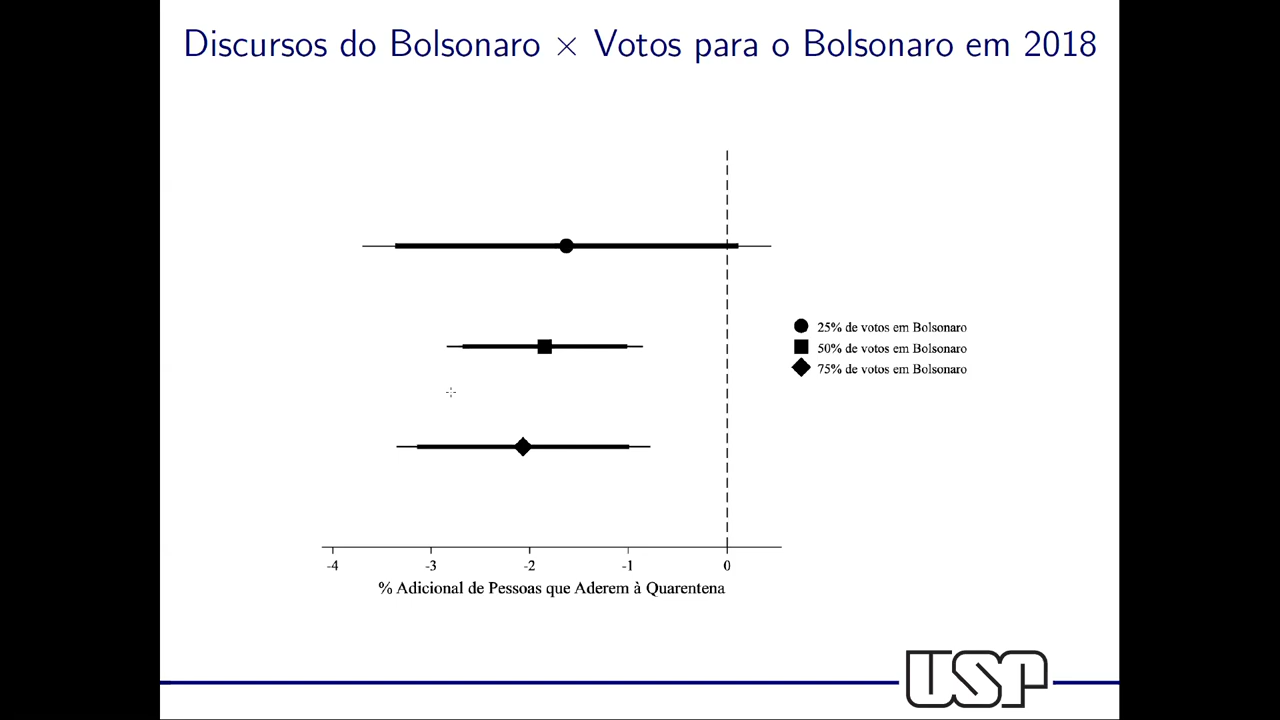 Discursos do Bolsonaro × Votos para o Bolsonaro em 2018
25% de votos em Bolsonaro
50% de votos em Bolsonaro
75% de votos em Bolsonaro
-4 -3 -2 -1 0
% Adicional de Pessoas que Aderem à Quarentena
USP